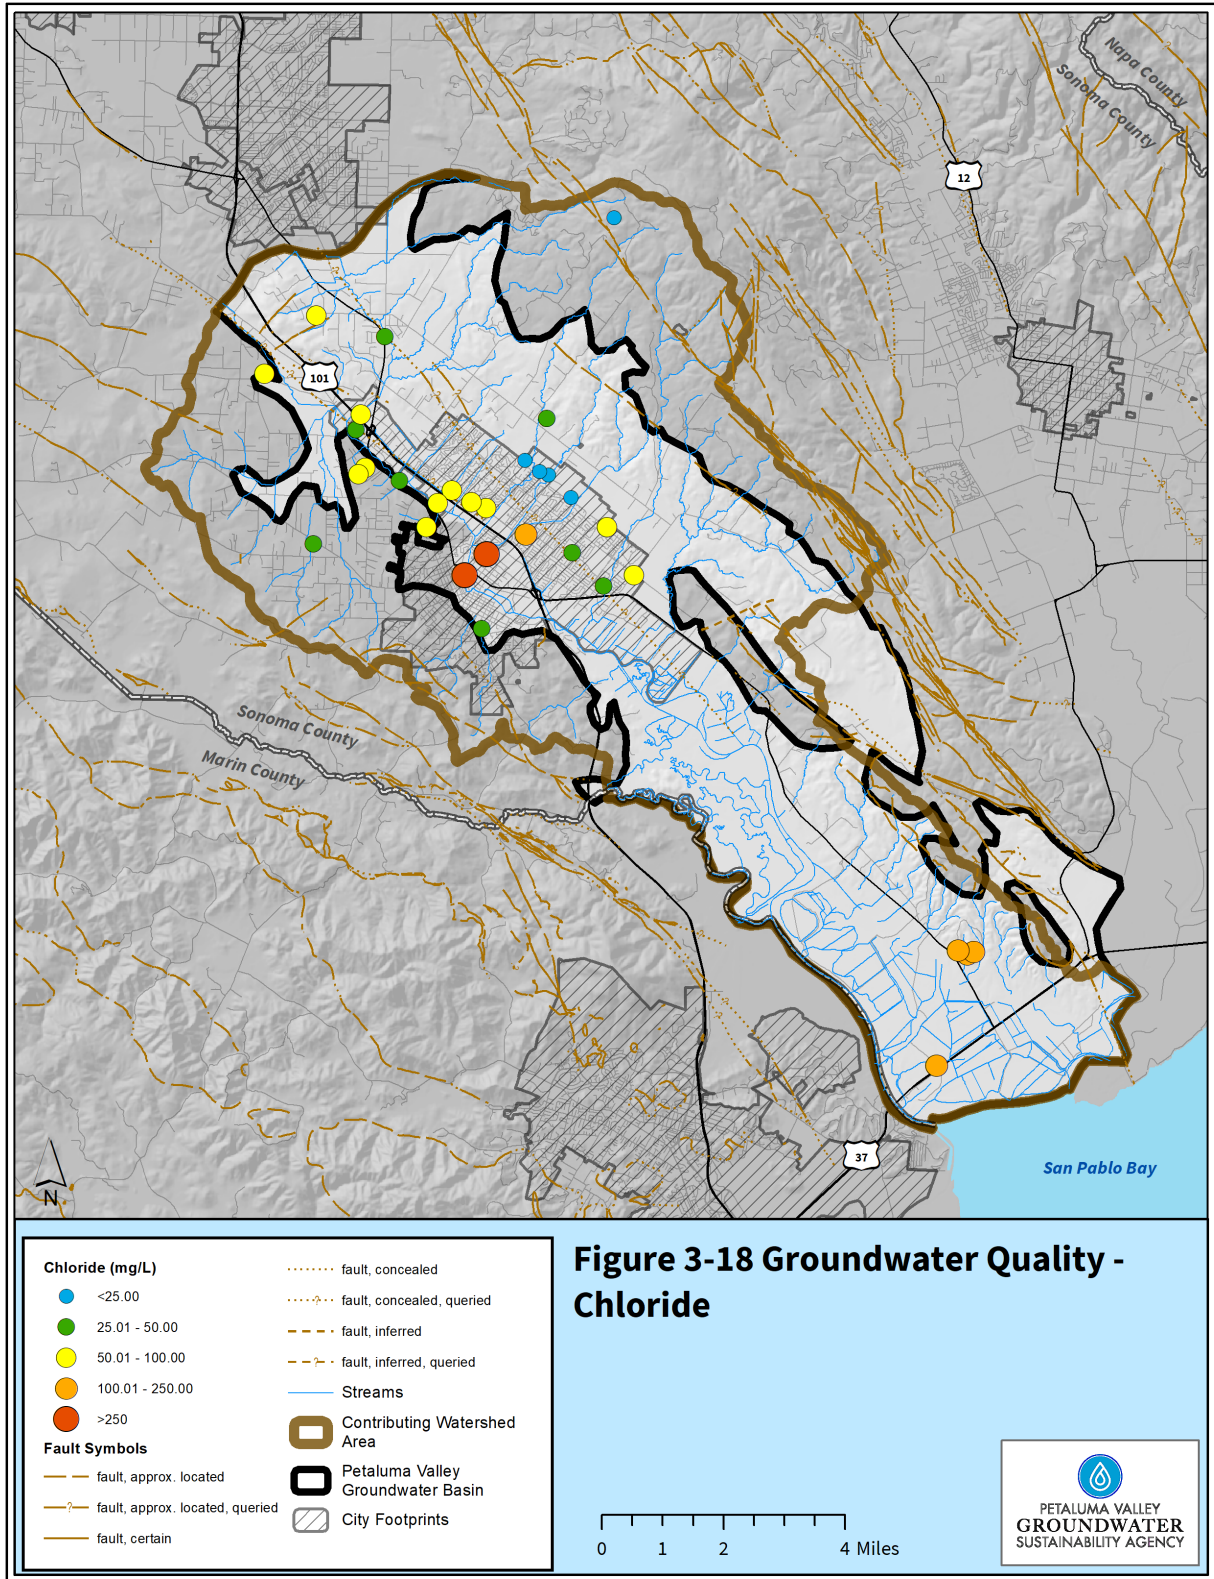 Napa County
Sonoma County
12
101
Sonoma County
Marin County
37
San Pablo Bay
N
Figure 3-18 Groundwater Quality -
Chloride
Chloride (mg/L)
<25.00
25.01 - 50.00
50.01 - 100.00
100.01 - 250.00
>250
Fault Symbols
fault, approx. located
?
fault, approx. located, queried
fault, certain
fault, concealed
?
fault, concealed, queried
fault, inferred
?
fault, inferred, queried
Streams
Contributing Watershed
Area
Petaluma Valley
Groundwater Basin
City Footprints
0 1 2 4 Miles
PETALUMA VALLEY
GROUNDWATER
SUSTAINABILITY AGENCY